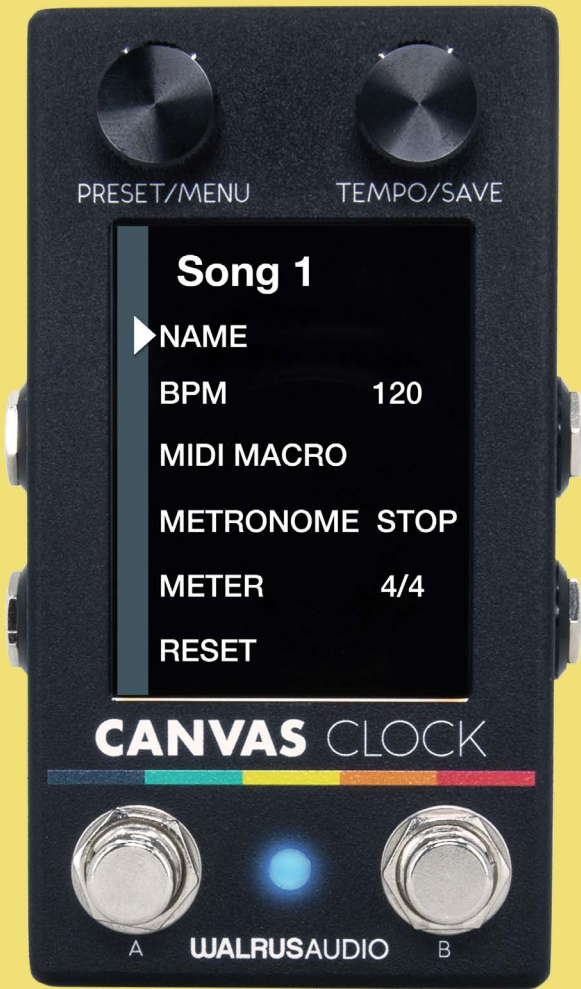 PRESET/MENU TEMPO/SAVE
Song 1
NAME
BPM 120
MIDI MACRO
METRONOME STOP
METER 4/4
RESET
CANVAS CLOCK
A WALRUSAUDIO B